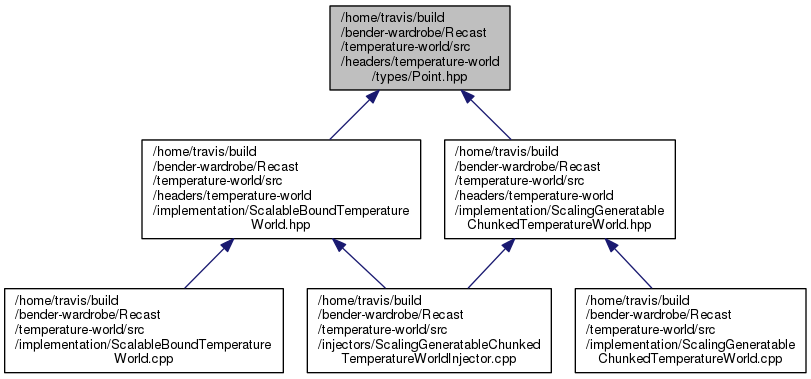 /home/travis/build
/bender-wardrobe/Recast
/temperature-world/src
/headers/temperature-world
/types/Point.hpp
/home/travis/build
/bender-wardrobe/Recast
/temperature-world/src
/headers/temperature-world
/implementation/ScalableBoundTemperature
World.hpp
/home/travis/build
/bender-wardrobe/Recast
/temperature-world/src
/headers/temperature-world
/implementation/ScalingGeneratable
ChunkedTemperatureWorld.hpp
/home/travis/build
/bender-wardrobe/Recast
/temperature-world/src
/implementation/ScalableBoundTemperature
World.cpp
/home/travis/build
/bender-wardrobe/Recast
/temperature-world/src
/injectors/ScalingGeneratableChunked
TemperatureWorldInjector.cpp
/home/travis/build
/bender-wardrobe/Recast
/temperature-world/src
/implementation/ScalingGeneratable
ChunkedTemperatureWorld.cpp